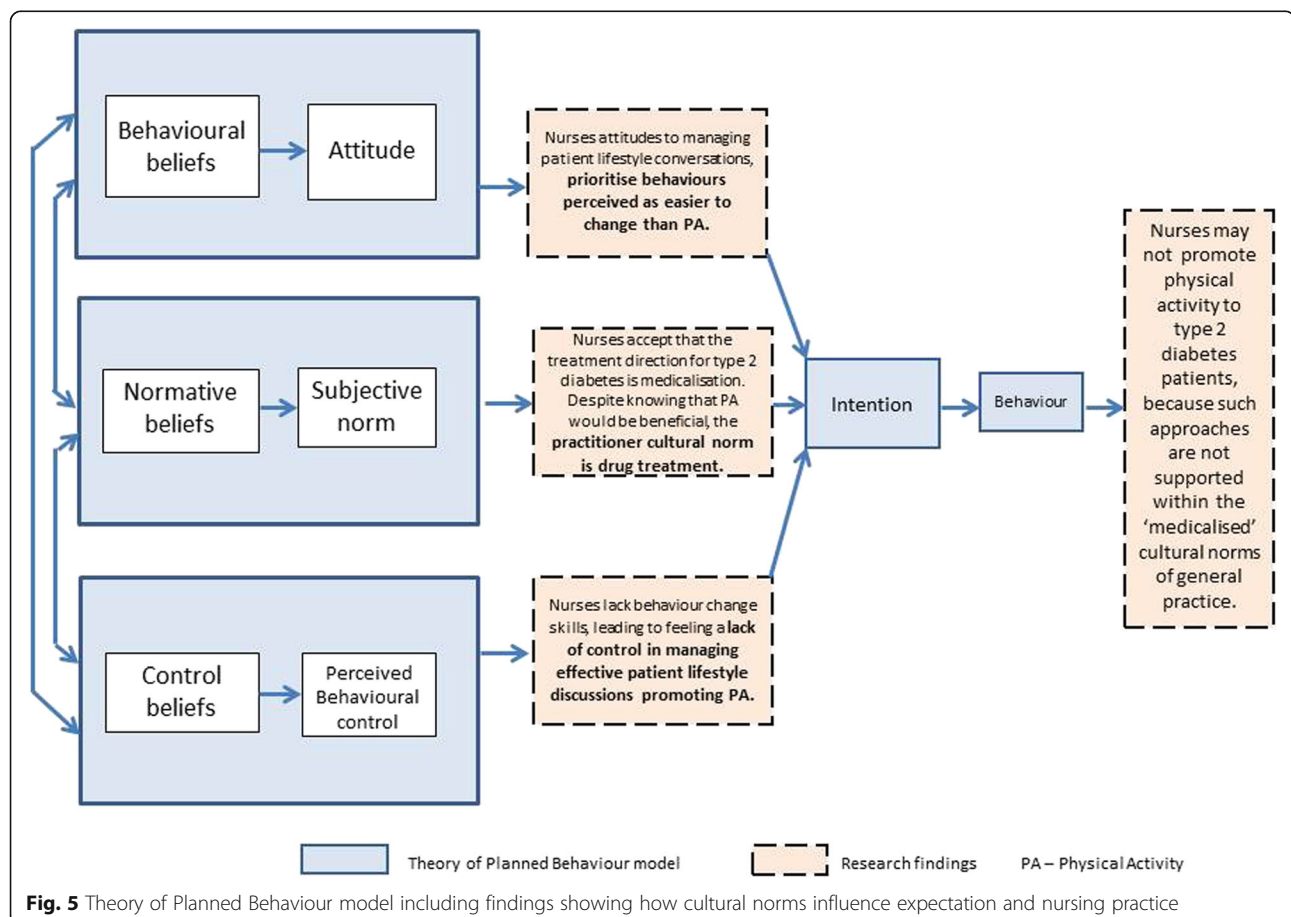 Behavioural
beliefs
Attitude
Nurses attitudes to managing
patient lifestyle conversations,
prioritise behaviours
perceived as easier to
change than PA.
Normative
beliefs
Subjective
norm
Nurses accept that the
treatment direction for type 2
diabetes is medicalisation.
Despite knowing that PA
would be beneficial, the
practitioner cultural norm
is drug treatment.
Control
beliefs
Perceived
Behavioural
control
Nurses lack behaviour change
skills, leading to feeling a lack
of control in managing
effective patient lifestyle
discussions promoting PA.
Intention
Behaviour
Nurses may
not promote
physical
activity to
type 2
diabetes
patients,
because such
approaches
are not
supported
within the
‘medicalised’
cultural norms
of general
practice.
Theory of Planned Behaviour model
Research findings
PA – Physical Activity
Fig. 5 Theory of Planned Behaviour model including findings showing how cultural norms influence expectation and nursing practice